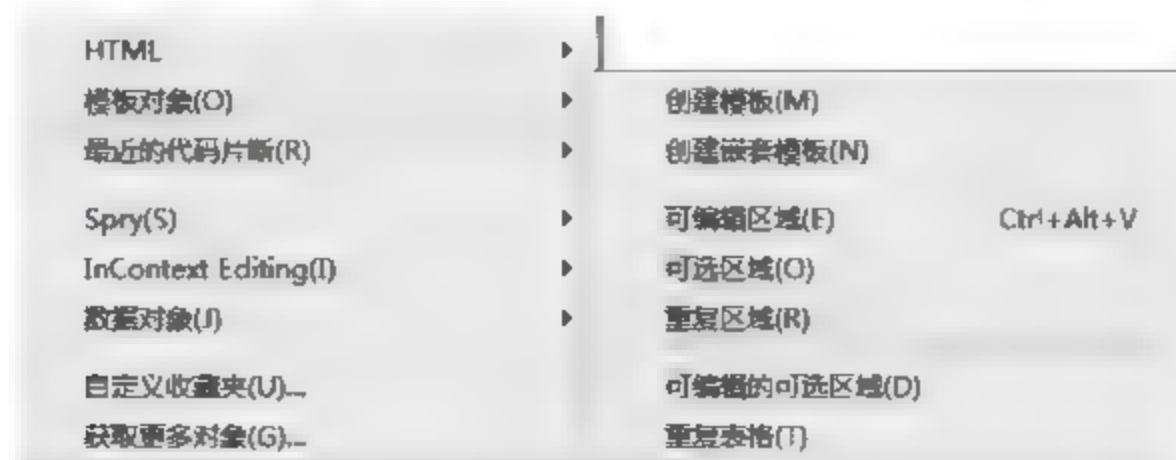 HTML
模板对象(O)
最近的代码片断(R)
Spry(S)
InContext Editing(I)
数据对象(J)
自定义收藏夹(U)...
获取更多对象(G)...
创建模板(M)
创建嵌套模板(N)
可编辑区域(E) Ctrl+Alt+V
可选区域(O)
重复区域(R)
可编辑的可选区域(D)
重复表格(T)